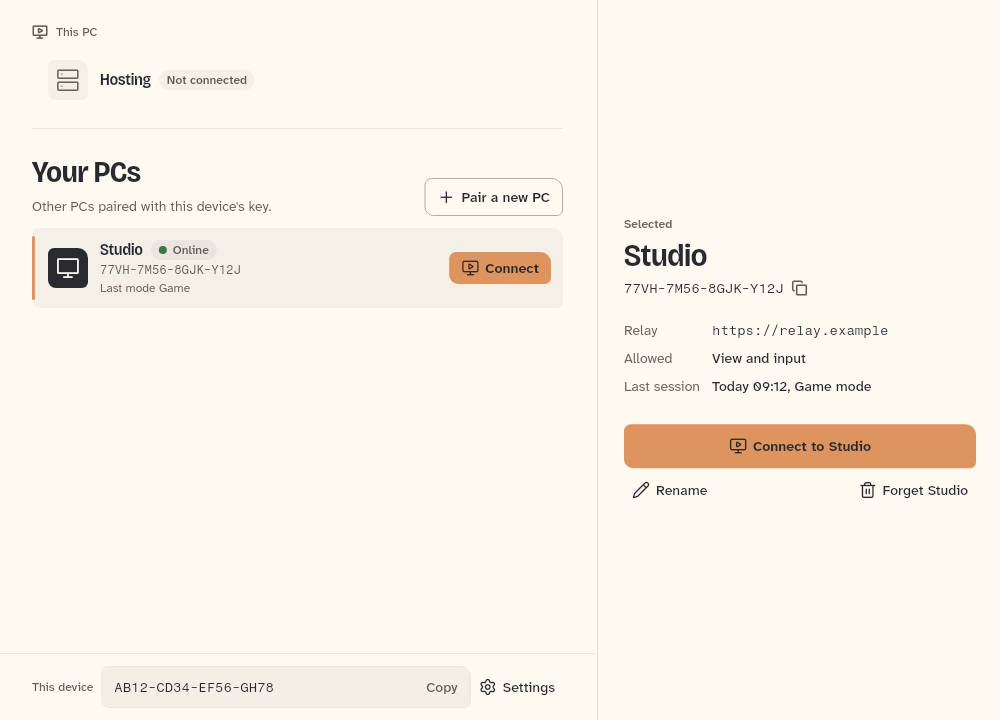 This PC
Hosting Not connected
Your PCs
Other PCs paired with this device's key.
Pair a new PC
Studio Online
77VH-7M56-8GJK-Y12J
Last mode Game
Connect
This device AB12-CD34-EF56-GH78 Copy Settings
Selected
Studio
77VH-7M56-8GJK-Y12J
Relay https://relay.example
Allowed View and input
Last session Today 09:12, Game mode
Connect to Studio
Rename Forget Studio